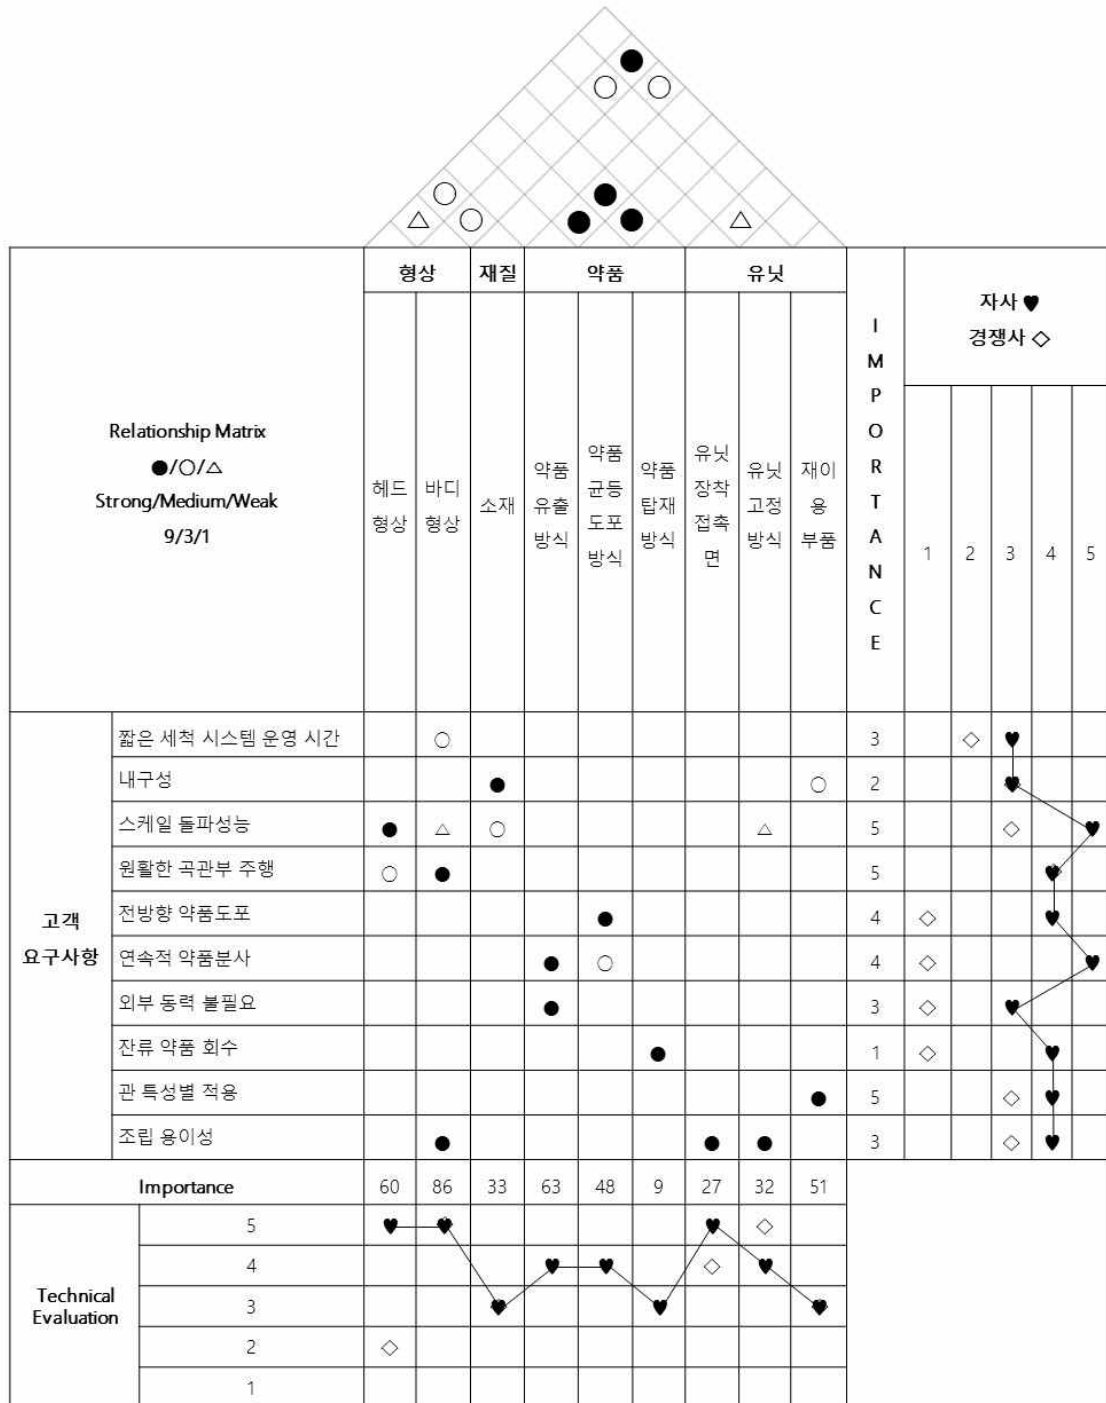 형상 재질 약품 유닛
자사 ♥
경쟁사 ◇
I
M
P
O
R
T
A
N
C
E
Relationship Matrix
●/○/△
Strong/Medium/Weak
9/3/1
헤드
형상
바디
형상
소재
약품
유출
방식
약품
균등
도포
방식
약품
탑재
방식
유닛
장착
접촉
면
유닛
고정
방식
재이
용
부품
1 2 3 4 5
고객
요구사항
짧은 세척 시스템 운영 시간 ○ 3
내구성 ● ○ 2
스케일 돌파성능 ● △ ○ △ 5
원활한 곡관부 주행 ○ ● 5
전방향 약품도포 ● 4
연속적 약품분사 ● ○ 4
외부 동력 불필요 ● 3
잔류 약품 회수 ● 1
관 특성별 적용 ● 5
조립 용이성 ● ● ● 3
Importance 60 86 33 63 48 9 27 32 51
Technical
Evaluation
5
4
3
2
1